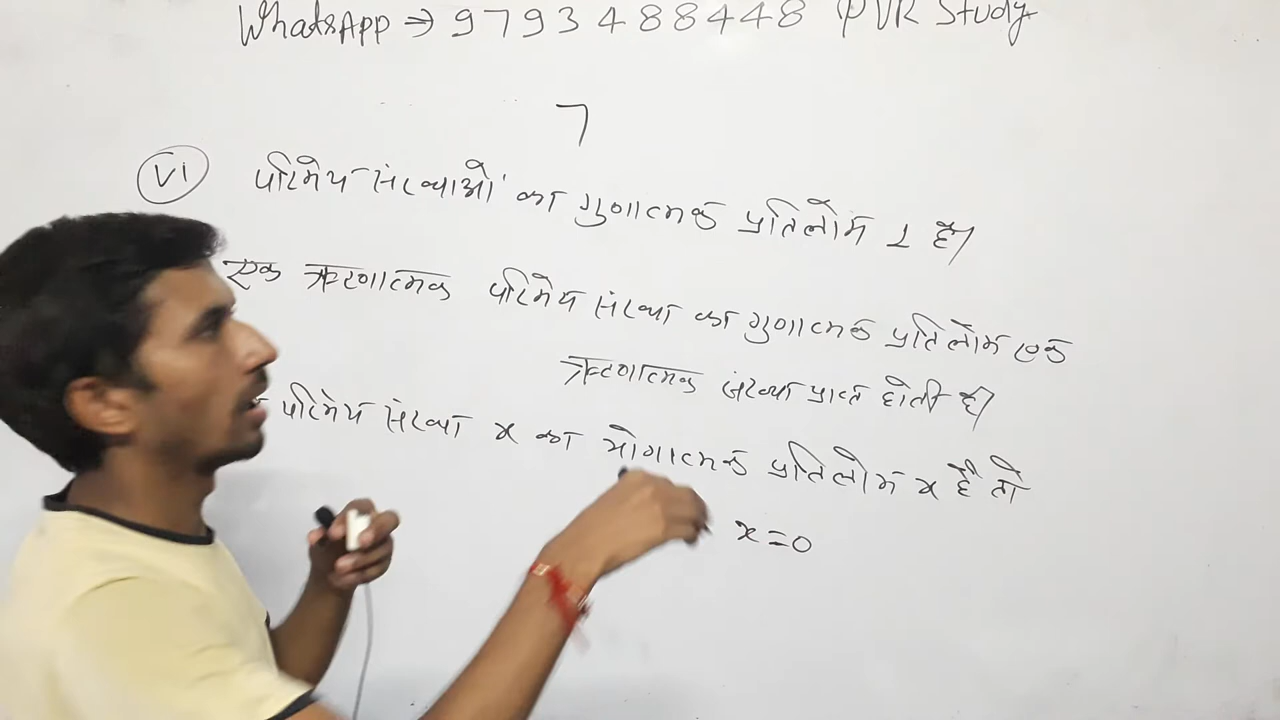 WhatsApp ⇒ 9793488448 PVR Study
7
(vi) परिमेय संख्याओं का गुणात्मक प्रतिलोम 1 है।
एक ऋणात्मक परिमेय संख्या का गुणात्मक प्रतिलोम एक
ऋणात्मक संख्या प्राप्त होती है।
परिमेय संख्या x का योगात्मक प्रतिलोम x है तो
x = 0